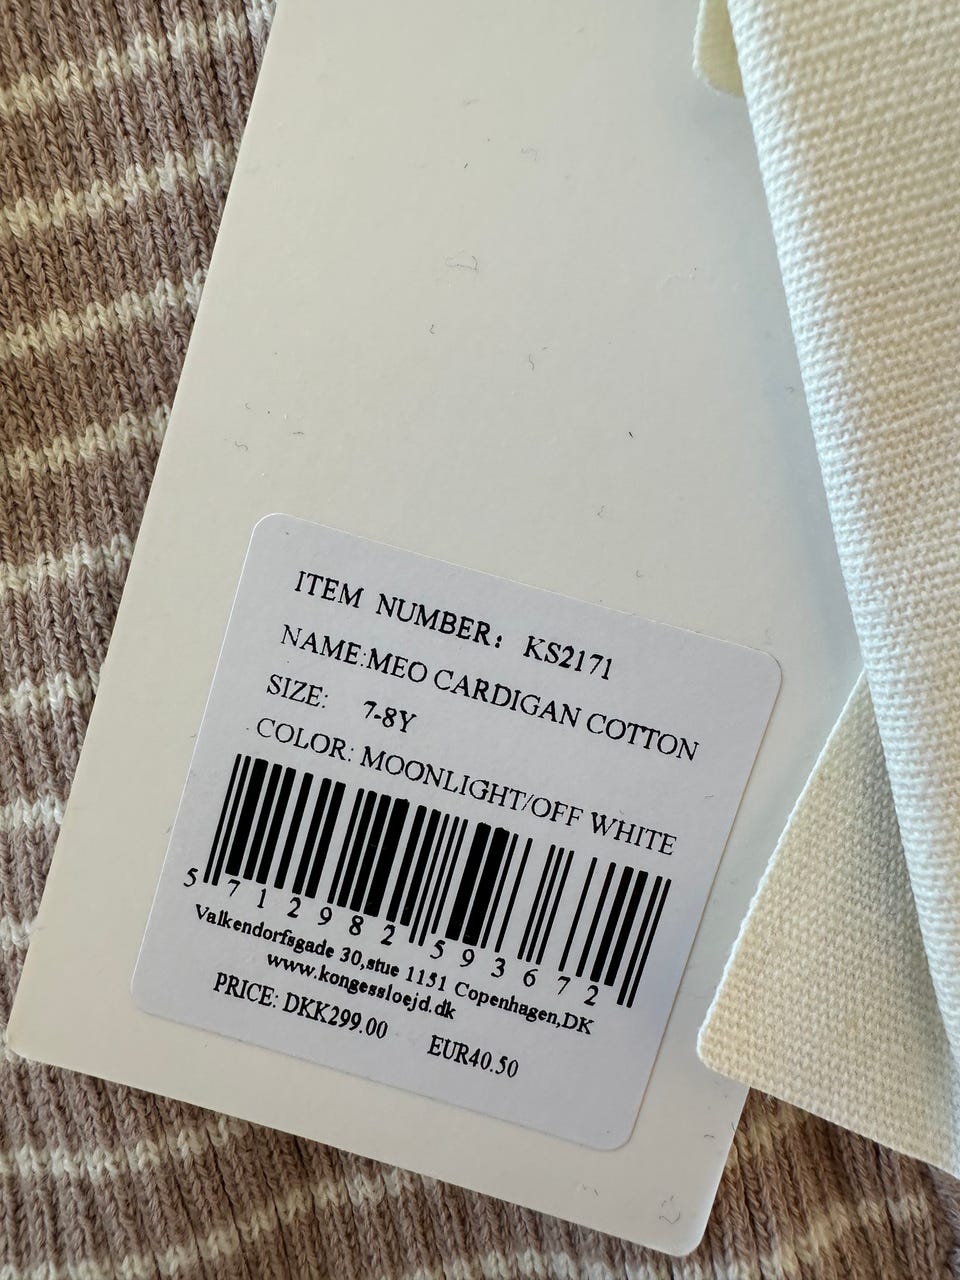 ITEM NUMBER: KS2171
NAME:MEO CARDIGAN COTTON
SIZE: 7-8Y
COLOR: MOONLIGHT/OFF WHITE
5 712982 593672
Valkendorfsgade 30,stue 1151 Copenhagen,DK
www.kongessloejd.dk
PRICE: DKK299.00 EUR40.50